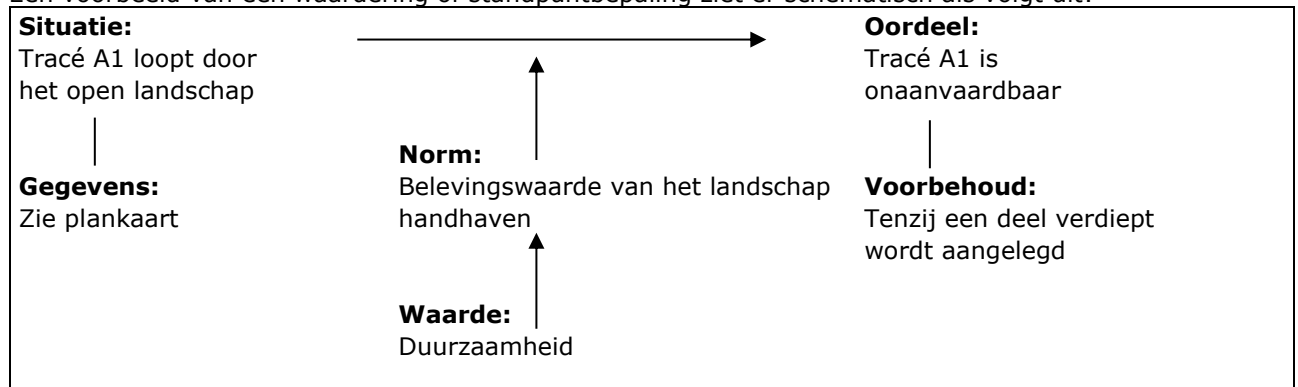 Een voorbeeld van een waardering of standpuntbepaling ziet er schematisch als volgt uit:
Situatie:
Tracé A1 loopt door
het open landschap
Oordeel:
Tracé A1 is
onaanvaardbaar
Norm:
Belevingswaarde van het landschap
handhaven
Gegevens:
Zie plankaart
Voorbehoud:
Tenzij een deel verdiept
wordt aangelegd
Waarde:
Duurzaamheid